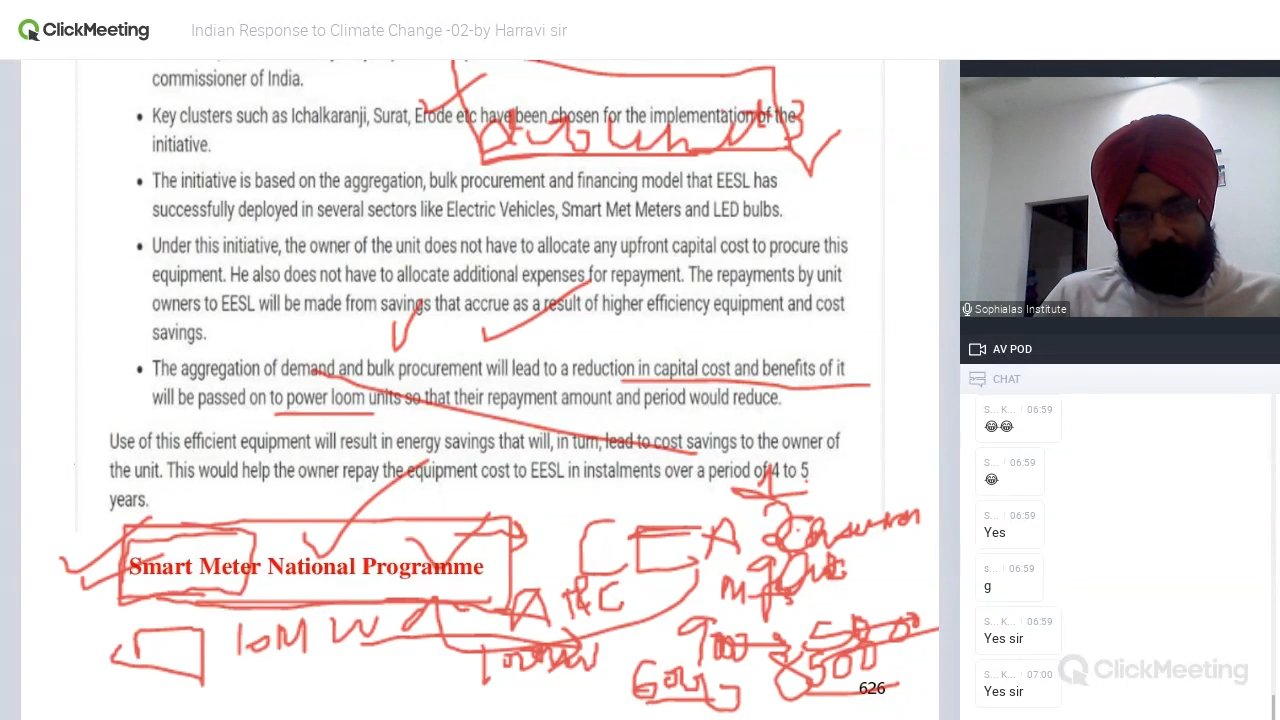 ClickMeeting
Indian Response to Climate Change -02-by Harravi sir
commissioner of India.
• Key clusters such as Ichalkaranji, Surat, Erode etc have been chosen for the implementation of the
initiative.
• The initiative is based on the aggregation, bulk procurement and financing model that EESL has
successfully deployed in several sectors like Electric Vehicles, Smart Met Meters and LED bulbs.
• Under this initiative, the owner of the unit does not have to allocate any upfront capital cost to procure this
equipment. He also does not have to allocate additional expenses for repayment. The repayments by unit
owners to EESL will be made from savings that accrue as a result of higher efficiency equipment and cost
savings.
• The aggregation of demand and bulk procurement will lead to a reduction in capital cost and benefits of it
will be passed on to power loom units so that their repayment amount and period would reduce.
Use of this efficient equipment will result in energy savings that will, in turn, lead to cost savings to the owner of
the unit. This would help the owner repay the equipment cost to EESL in instalments over a period of 4 to 5
years.
Smart Meter National Programme
10MW
626
Sophialas Institute
AV POD
CHAT
S... K... 06:59
😂😂
S... 06:59
😂
S... K... 06:59
Yes
S... K... 06:59
g
S... K... 06:59
Yes sir
S... K... 07:00
Yes sir
ClickMeeting